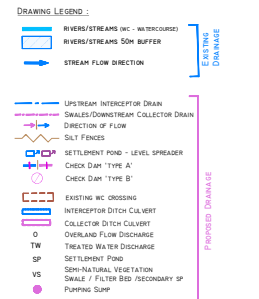 DRAWING LEGEND :
RIVERS/STREAMS (WC - WATERCOURSE)
RIVERS/STREAMS 50M BUFFER
STREAM FLOW DIRECTION
EXISTING
DRAINAGE
UPSTREAM INTERCEPTOR DRAIN
SWALES/DOWNSTREAM COLLECTOR DRAIN
DIRECTION OF FLOW
SILT FENCES
SETTLEMENT POND - LEVEL SPREADER
CHECK DAM 'TYPE A'
CHECK DAM 'TYPE B'
EXISTING WC CROSSING
INTERCEPTOR DITCH CULVERT
COLLECTOR DITCH CULVERT
O OVERLAND FLOW DISCHARGE
TW TREATED WATER DISCHARGE
SP SETTLEMENT POND
VS SEMI-NATURAL VEGETATION
SWALE / FILTER BED /SECONDARY SP
PUMPING SUMP
PROPOSED DRAINAGE